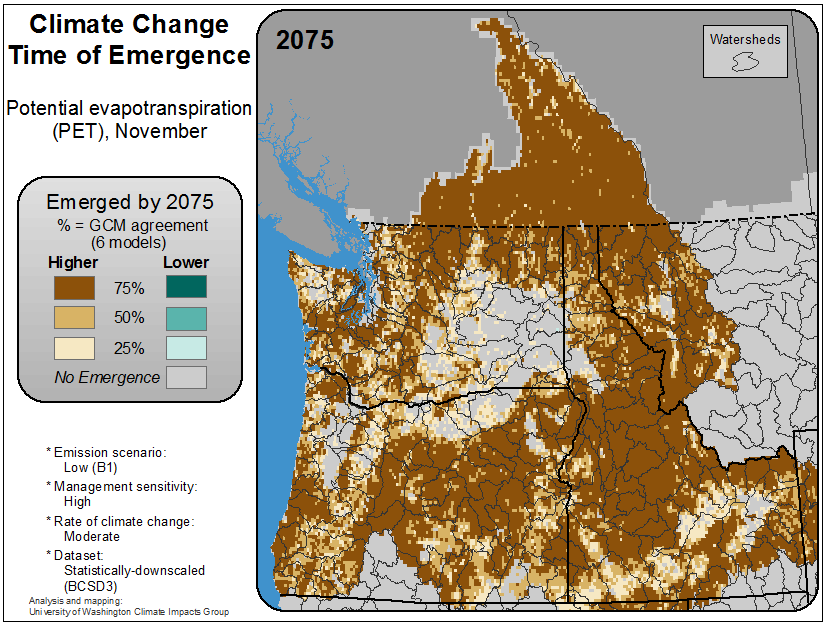 Climate Change
Time of Emergence
Potential evapotranspiration
(PET), November
Emerged by 2075
% = GCM agreement
(6 models)
Higher Lower
75%
50%
25%
No Emergence
* Emission scenario:
Low (B1)
* Management sensitivity:
High
* Rate of climate change:
Moderate
* Dataset:
Statistically-downscaled
(BCSD3)
Analysis and mapping:
University of Washington Climate Impacts Group
2075
Watersheds